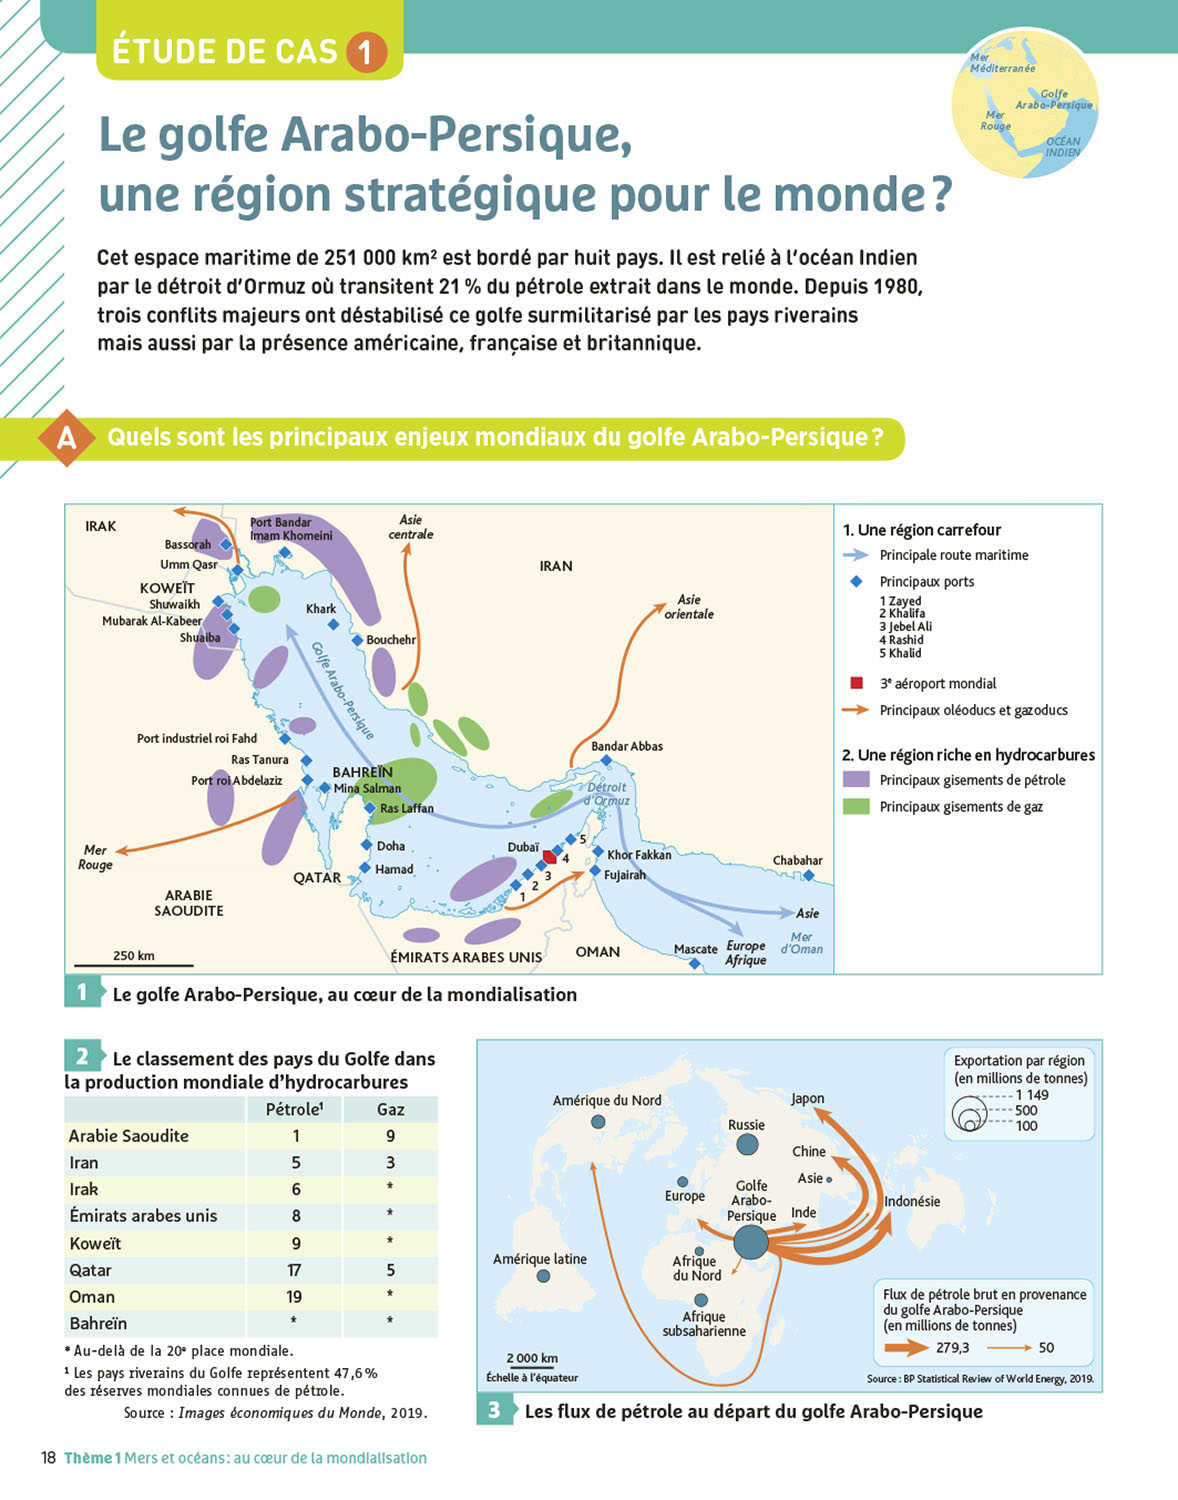 ÉTUDE DE CAS 1
Mer
Méditerranée
Golfe
Arabo-Persique
Mer
Rouge
OCÉAN
INDIEN
Le golfe Arabo-Persique,
une région stratégique pour le monde ?
Cet espace maritime de 251 000 km² est bordé par huit pays. Il est relié à l'océan Indien
par le détroit d'Ormuz où transitent 21 % du pétrole extrait dans le monde. Depuis 1980,
trois conflits majeurs ont déstabilisé ce golfe surmilitarisé par les pays riverains
mais aussi par la présence américaine, française et britannique.
A Quels sont les principaux enjeux mondiaux du golfe Arabo-Persique ?
IRAK
Bassorah
Umm Qasr
Port Bandar
Imam Khomeini
Asie
centrale
IRAN
KOWEÏT
Shuwaikh
Mubarak Al-Kabeer
Shuaiba
Khark
Bouchehr
Asie
orientale
Golfe Arabo-Persique
Port industriel roi Fahd
Ras Tanura
Port roi Abdelaziz
BAHREÏN
Mina Salman
Ras Laffan
Bandar Abbas
Détroit
d'Ormuz
Mer
Rouge
Doha
Hamad
QATAR
Dubaï
1
2
3
4
5
Khor Fakkan
Fujairah
Chabahar
ARABIE
SAOUDITE
ÉMIRATS ARABES UNIS
OMAN
Mascate
Europe
Afrique
Asie
Mer
d'Oman
250 km
1. Une région carrefour
Principale route maritime
Principaux ports
1 Zayed
2 Khalifa
3 Jebel Ali
4 Rashid
5 Khalid
3e aéroport mondial
Principaux oléoducs et gazoducs
2. Une région riche en hydrocarbures
Principaux gisements de pétrole
Principaux gisements de gaz
1 Le golfe Arabo-Persique, au cœur de la mondialisation
2 Le classement des pays du Golfe dans
la production mondiale d'hydrocarbures
Pétrole¹ Gaz
Arabie Saoudite 1 9
Iran 5 3
Irak 6 *
Émirats arabes unis 8 *
Koweït 9 *
Qatar 17 5
Oman 19 *
Bahreïn * *
* Au-delà de la 20e place mondiale.
¹ Les pays riverains du Golfe représentent 47,6 %
des réserves mondiales connues de pétrole.
Source : Images économiques du Monde, 2019.
Exportation par région
(en millions de tonnes)
1 149
500
100
Amérique du Nord
Russie
Japon
Chine
Asie
Europe
Golfe
Arabo-
Persique
Inde
Indonésie
Amérique latine
Afrique
du Nord
Afrique
subsaharienne
2 000 km
Échelle à l'équateur
Flux de pétrole brut en provenance
du golfe Arabo-Persique
(en millions de tonnes)
279,3 50
Source : BP Statistical Review of World Energy, 2019.
3 Les flux de pétrole au départ du golfe Arabo-Persique
18 Thème 1 Mers et océans : au cœur de la mondialisation